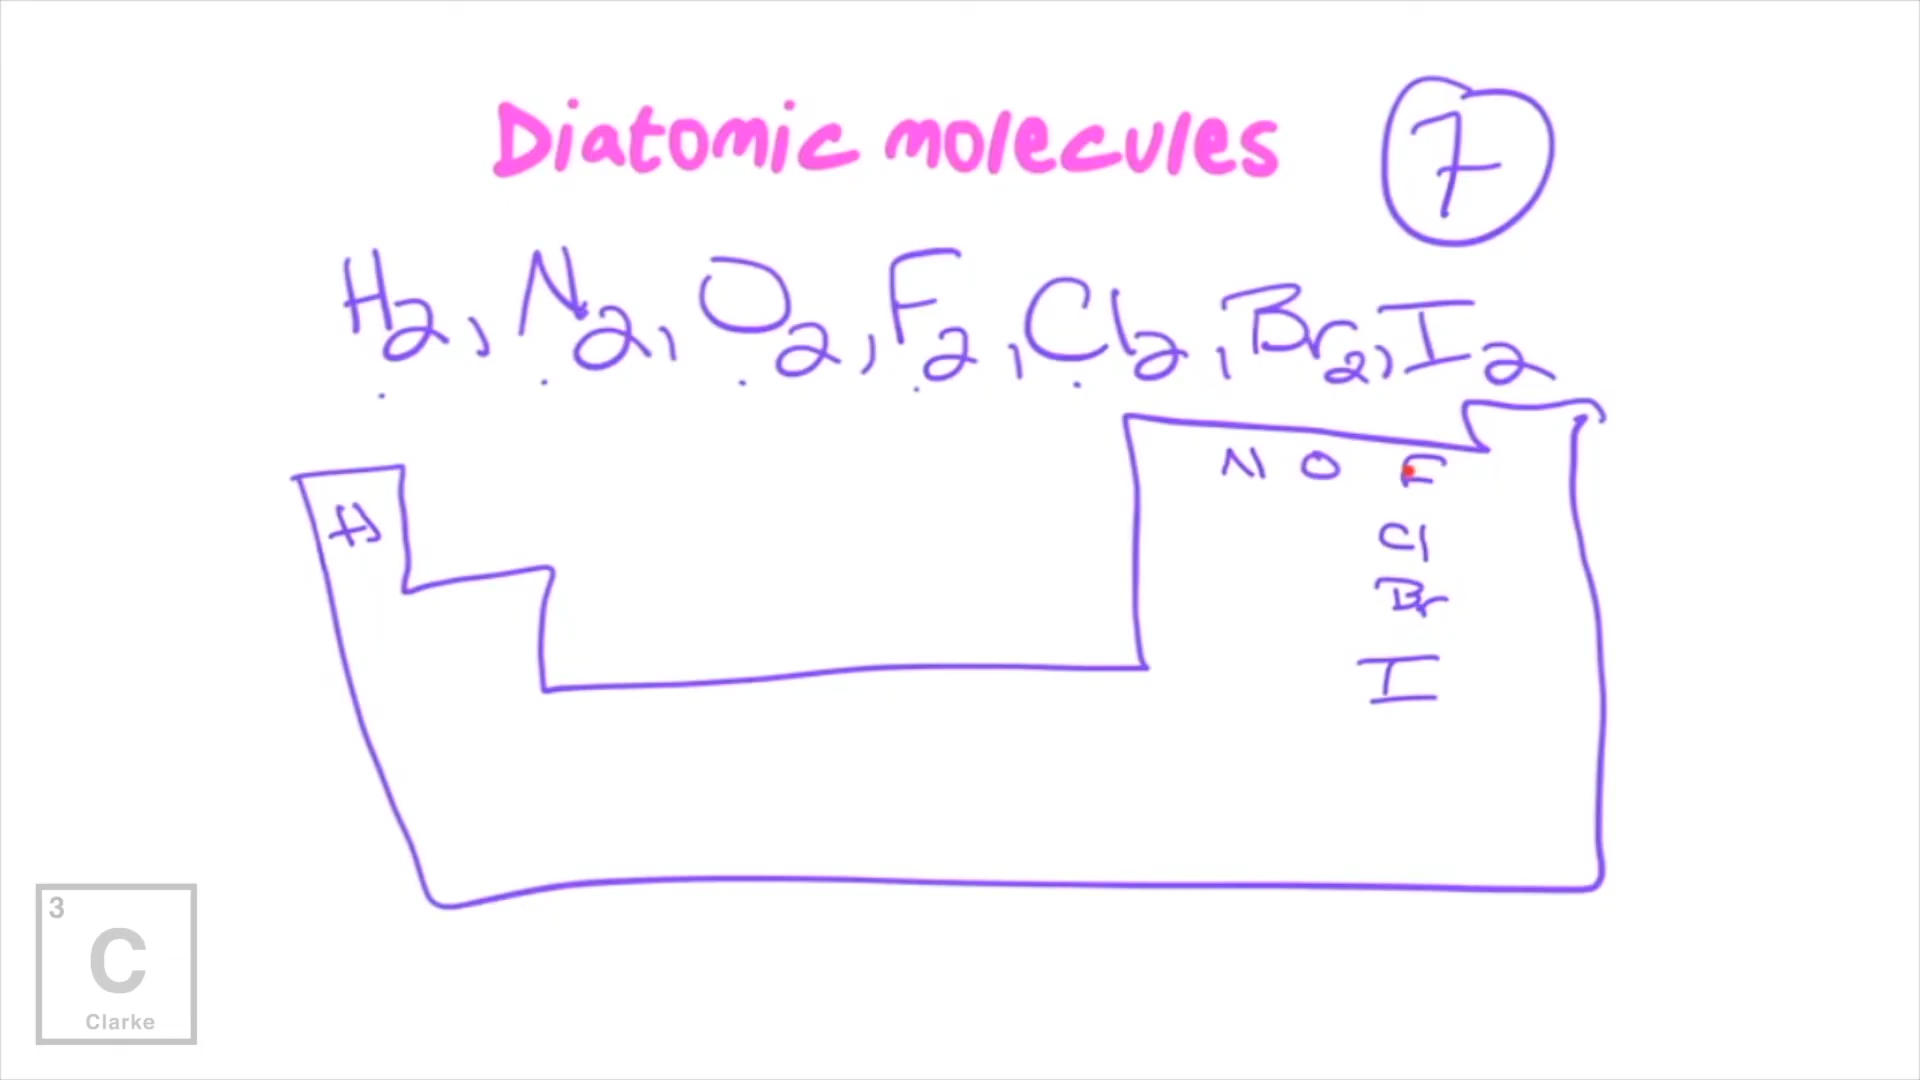 Diatomic molecules 7
H2, N2, O2, F2, Cl2, Br2, I2
N O F
H
Cl
Br
I
3
C
Clarke